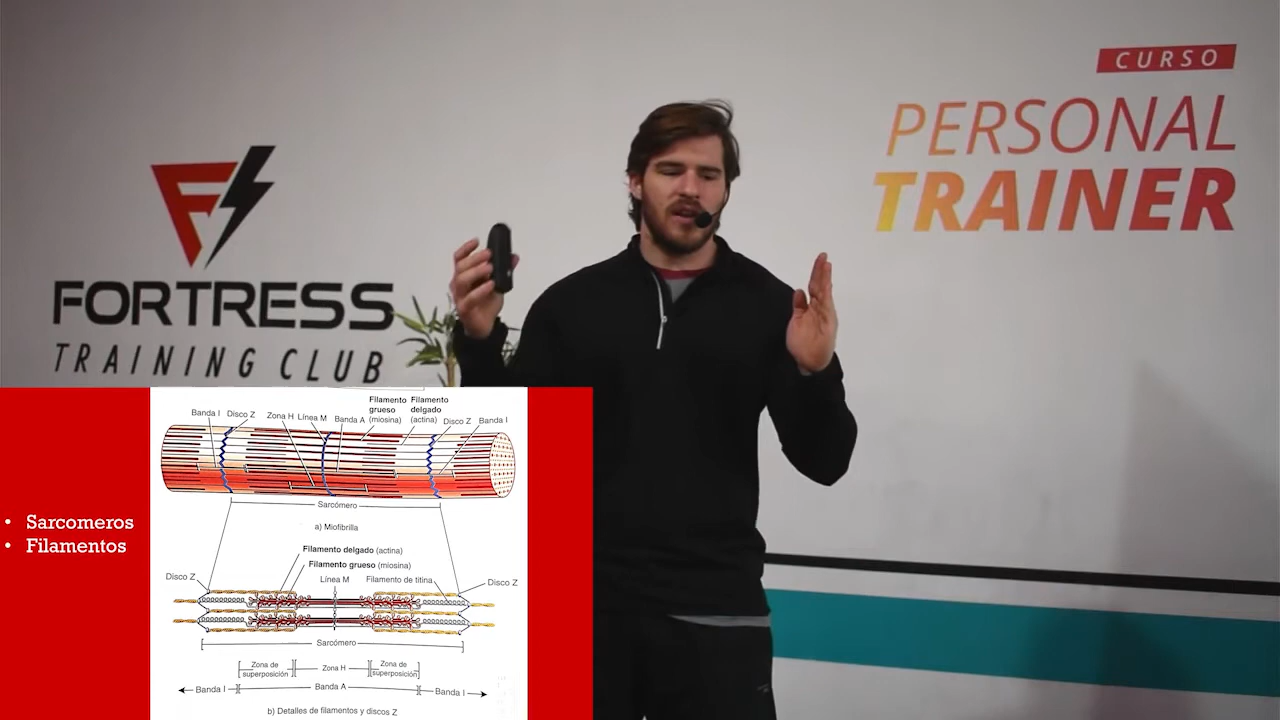 CURSO
PERSONAL
TRAINER
FORTRESS
TRAINING CLUB
• Sarcomeros
• Filamentos
Banda I
Disco Z
Zona H
Línea M
Banda A
Filamento
grueso
(miosina)
Filamento
delgado
(actina)
Disco Z
Banda I
Sarcómero
a) Miofibrilla
Filamento delgado (actina)
Filamento grueso (miosina)
Línea M
Filamento de titina
Disco Z
Disco Z
Sarcómero
Zona de
superposición
Zona H
Zona de
superposición
Banda I
Banda A
Banda I
b) Detalles de filamentos y discos Z